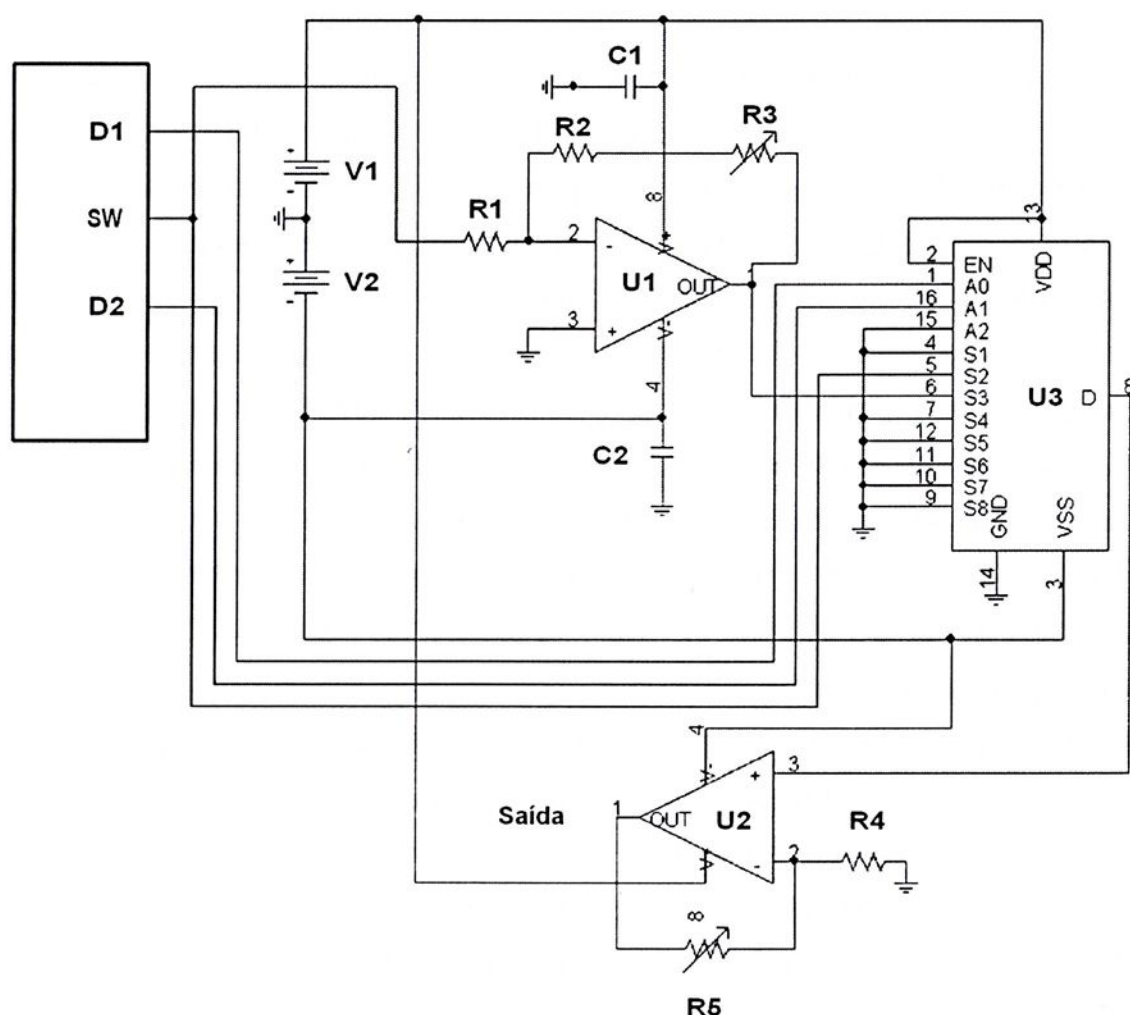 D1
SW
D2
+
V1
-
+
V2
-
C1
R2
R3
R1
8
V+
2
-
U1
OUT
1
3
+
V-
4
C2
13
VDD
2
EN
1
A0
16
A1
15
A2
4
S1
5
S2
6
S3
7
S4
12
S5
11
S6
10
S7
9
S8
U3
D
8
GND
14
VSS
3
4
V-
+
3
Saída
1
OUT
U2
V+
-
2
R4
8
R5